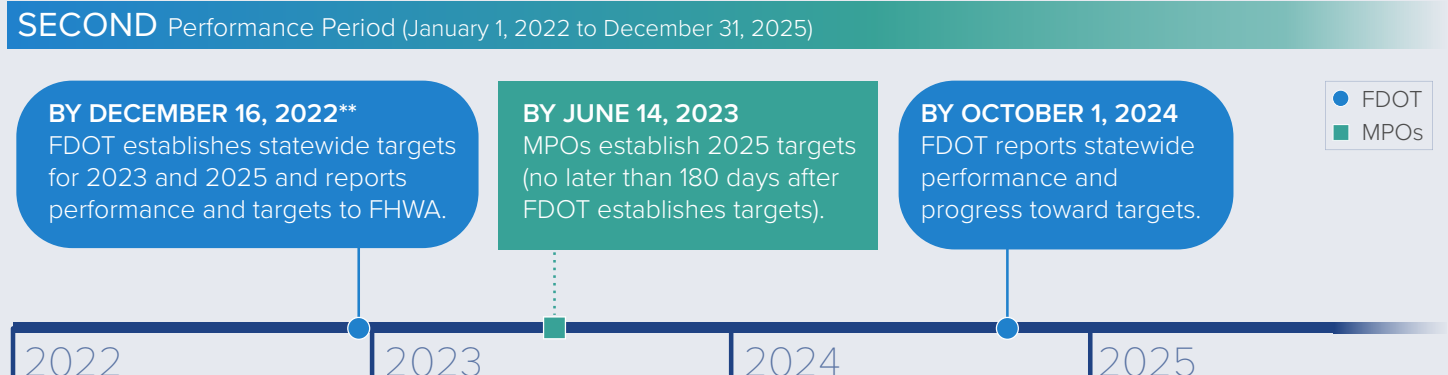 SECOND Performance Period (January 1, 2022 to December 31, 2025)
BY DECEMBER 16, 2022**
FDOT establishes statewide targets
for 2023 and 2025 and reports
performance and targets to FHWA.
BY JUNE 14, 2023
MPOs establish 2025 targets
(no later than 180 days after
FDOT establishes targets).
BY OCTOBER 1, 2024
FDOT reports statewide
performance and
progress toward targets.
FDOT
MPOs
2022
2023
2024
2025